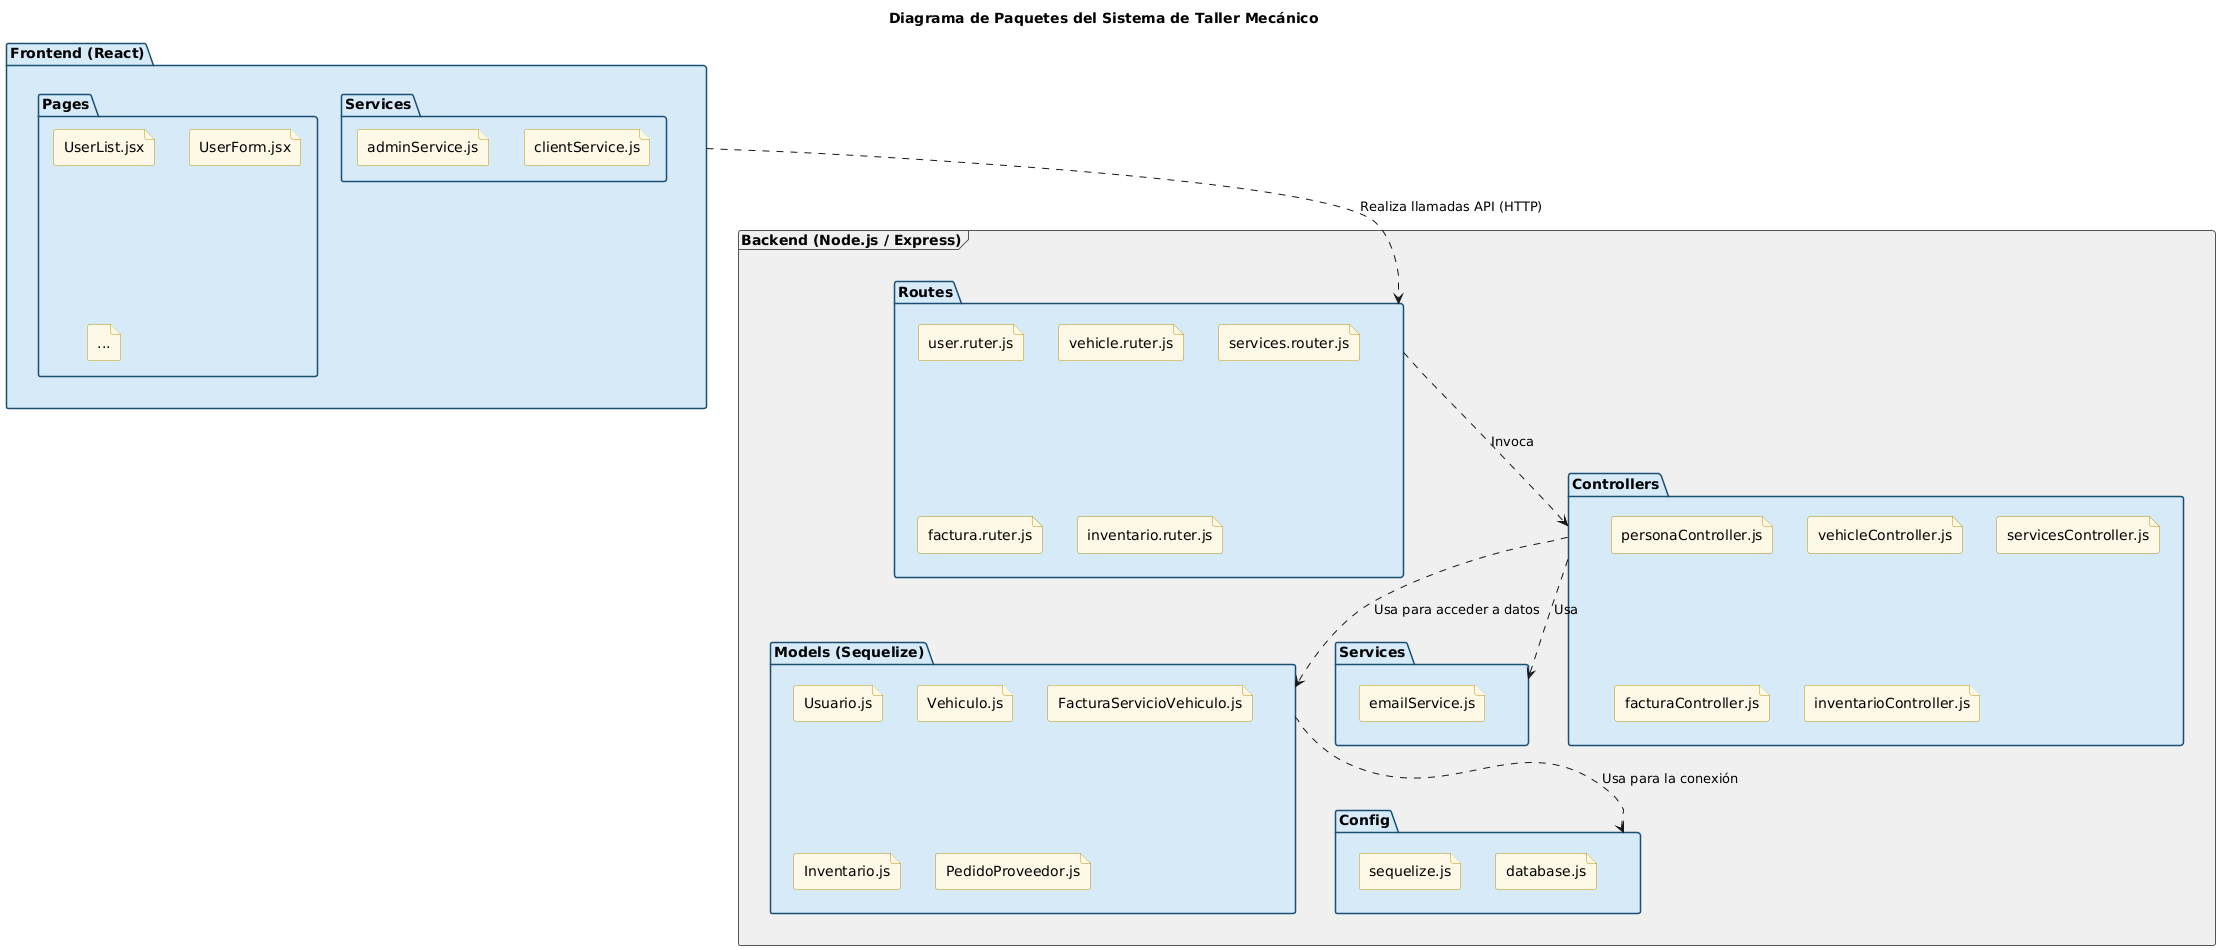 Diagrama de Paquetes del Sistema de Taller Mecánico
Frontend (React)
Pages
UserList.jsx
UserForm.jsx
...
Services
adminService.js
clientService.js
Realiza llamadas API (HTTP)
Backend (Node.js / Express)
Routes
user.ruter.js
vehicle.ruter.js
services.router.js
factura.ruter.js
inventario.ruter.js
Invoca
Controllers
personaController.js
vehicleController.js
servicesController.js
facturaController.js
inventarioController.js
Usa para acceder a datos
Usa
Models (Sequelize)
Usuario.js
Vehiculo.js
FacturaServicioVehiculo.js
Inventario.js
PedidoProveedor.js
Services
emailService.js
Usa para la conexión
Config
sequelize.js
database.js